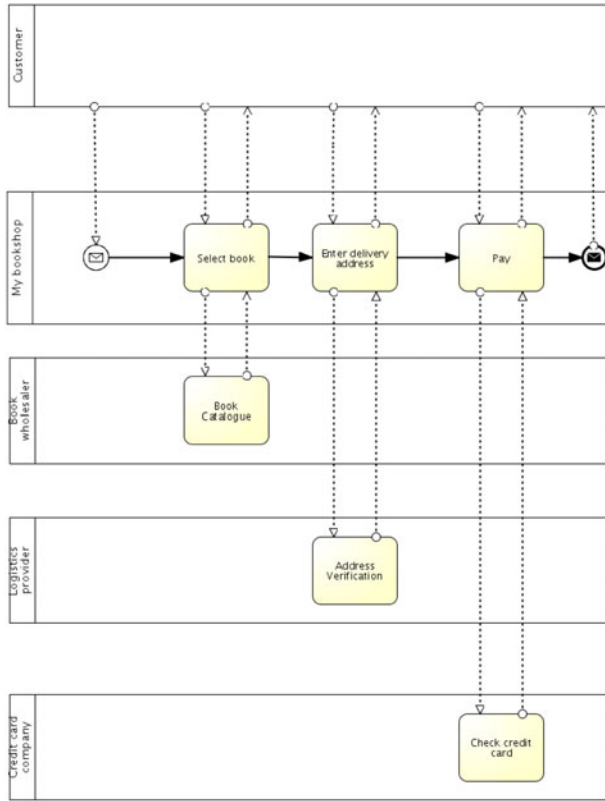 Customer
My bookshop
Select book
Enter delivery
address
Pay
Book
wholesaler
Book
Catalogue
Logistics
provider
Address
Verification
Credit card
company
Check credit
card